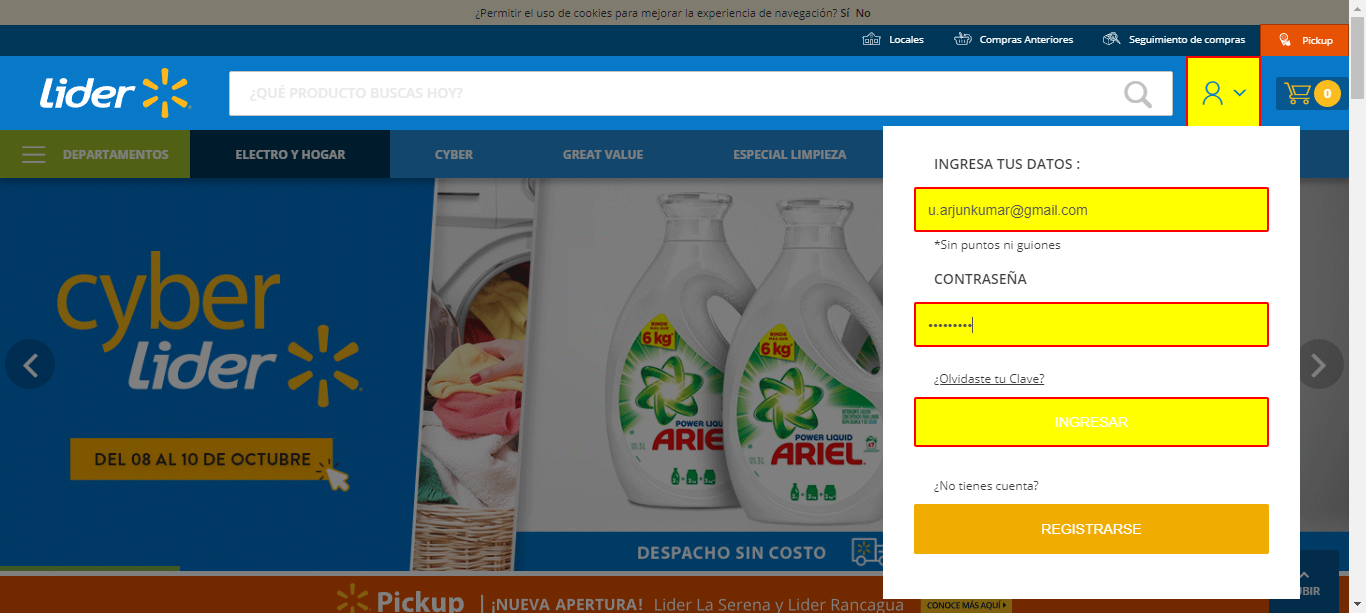 ¿Permitir el uso de cookies para mejorar la experiencia de navegación? Sí No
Locales
Compras Anteriores
Seguimiento de compras
Pickup
Lider
¿QUÉ PRODUCTO BUSCAS HOY?
0
DEPARTAMENTOS
ELECTRO Y HOGAR
CYBER
GREAT VALUE
ESPECIAL LIMPIEZA
INGRESA TUS DATOS :
u.arjunkumar@gmail.com
*Sin puntos ni guiones
CONTRASEÑA
•••••••••
¿Olvidaste tu Clave?
INGRESAR
¿No tienes cuenta?
REGISTRARSE
cyber
lider
DEL 08 AL 10 DE OCTUBRE
RINDE
6 kg
POWER LIQUID
ARIEL
RINDE
6 kg
POWER LIQUID
ARIEL
DESPACHO SIN COSTO
Pickup | ¡NUEVA APERTURA! Lider La Serena y Lider Rancagua
CONOCE MÁS AQUÍ